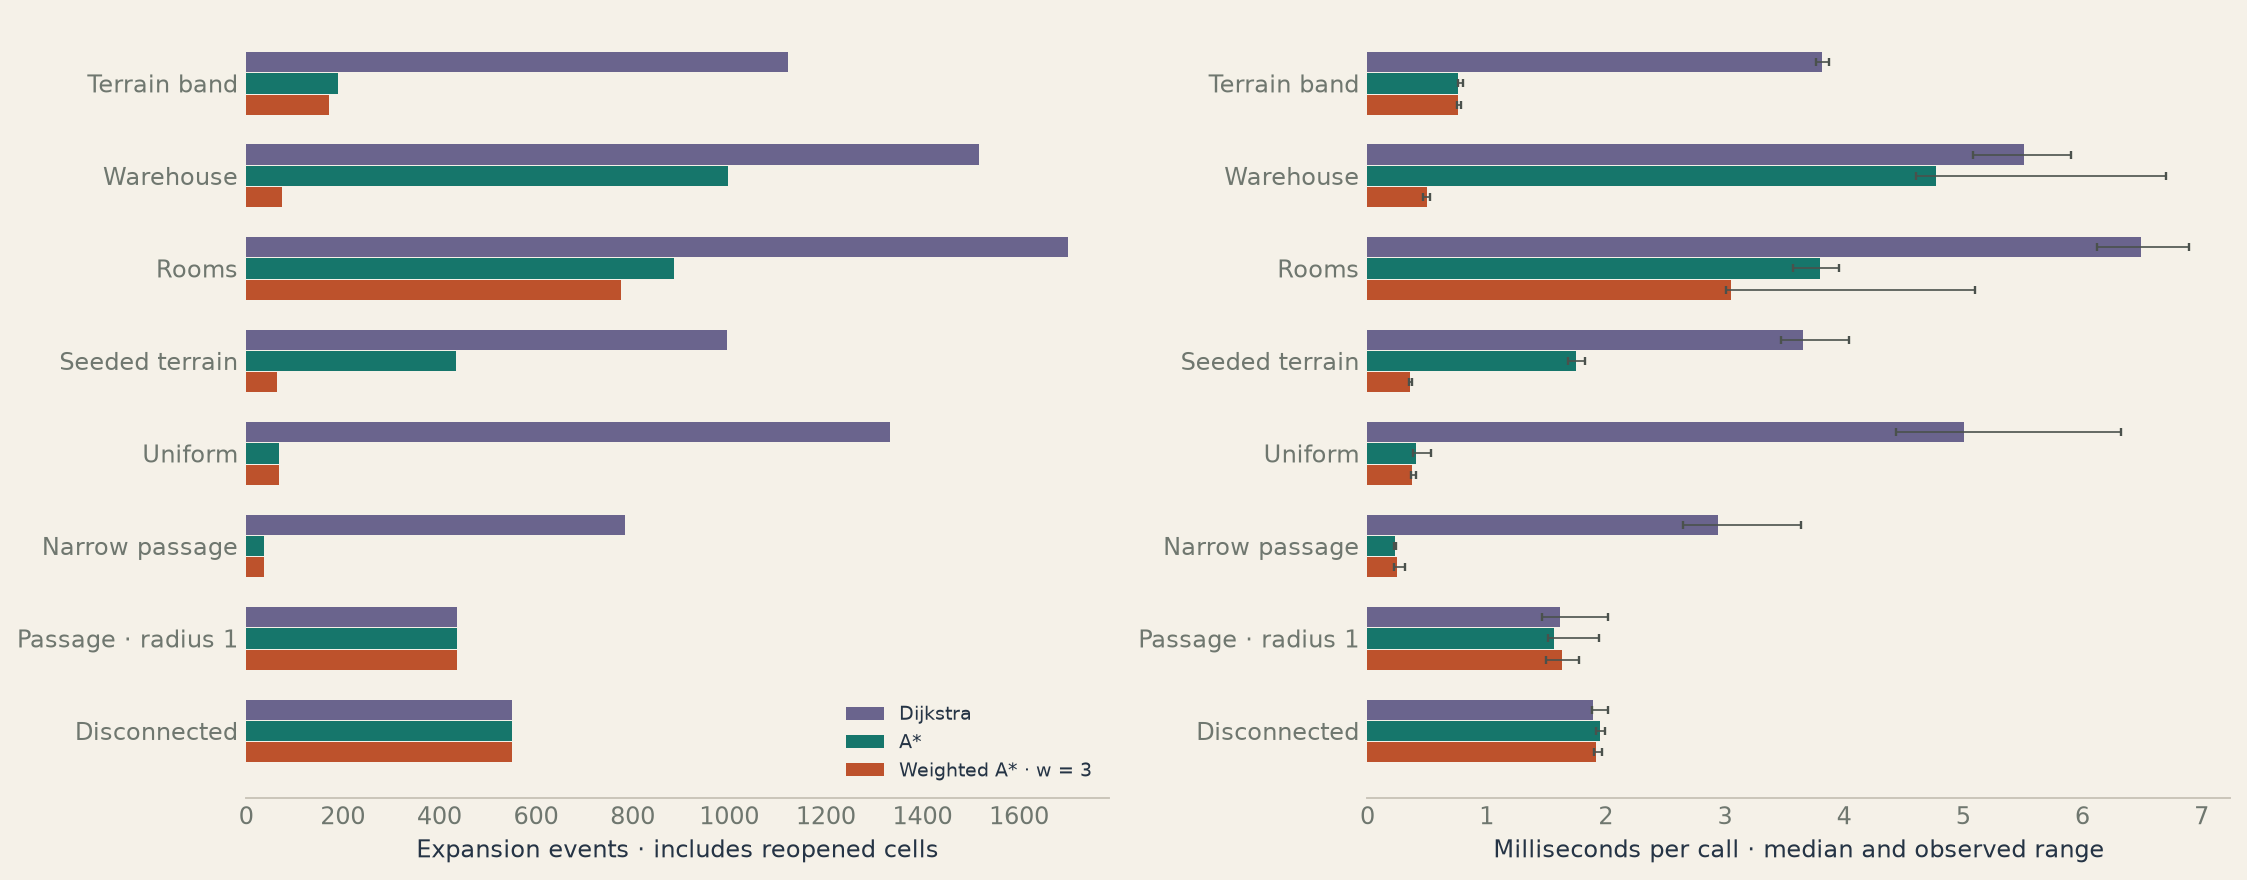 Terrain band
Warehouse
Rooms
Seeded terrain
Uniform
Narrow passage
Passage · radius 1
Disconnected
Dijkstra
A*
Weighted A* · w = 3
0 200 400 600 800 1000 1200 1400 1600
Expansion events · includes reopened cells
Terrain band
Warehouse
Rooms
Seeded terrain
Uniform
Narrow passage
Passage · radius 1
Disconnected
0 1 2 3 4 5 6 7
Milliseconds per call · median and observed range